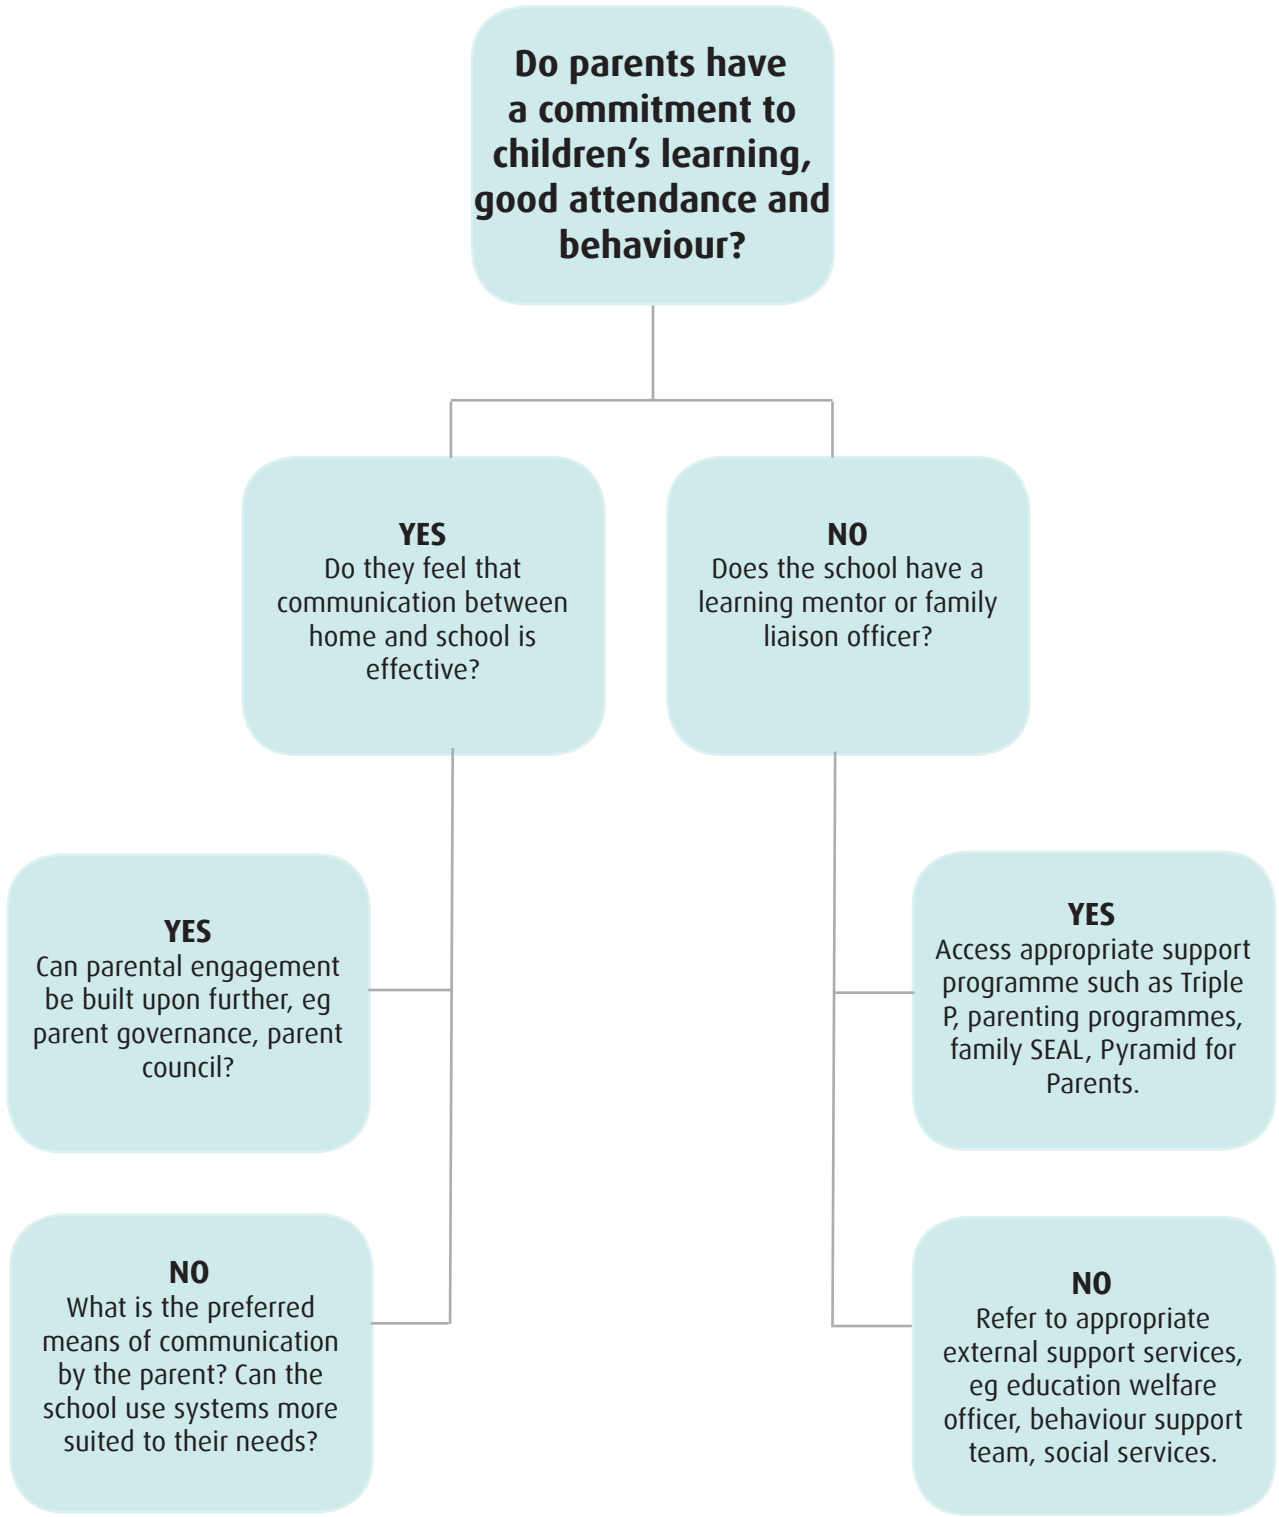 Do parents have
a commitment to
children’s learning,
good attendance and
behaviour?
YES
Do they feel that
communication between
home and school is
effective?
NO
Does the school have a
learning mentor or family
liaison officer?
YES
Can parental engagement
be built upon further, eg
parent governance, parent
council?
YES
Access appropriate support
programme such as Triple
P, parenting programmes,
family SEAL, Pyramid for
Parents.
NO
What is the preferred
means of communication
by the parent? Can the
school use systems more
suited to their needs?
NO
Refer to appropriate
external support services,
eg education welfare
officer, behaviour support
team, social services.